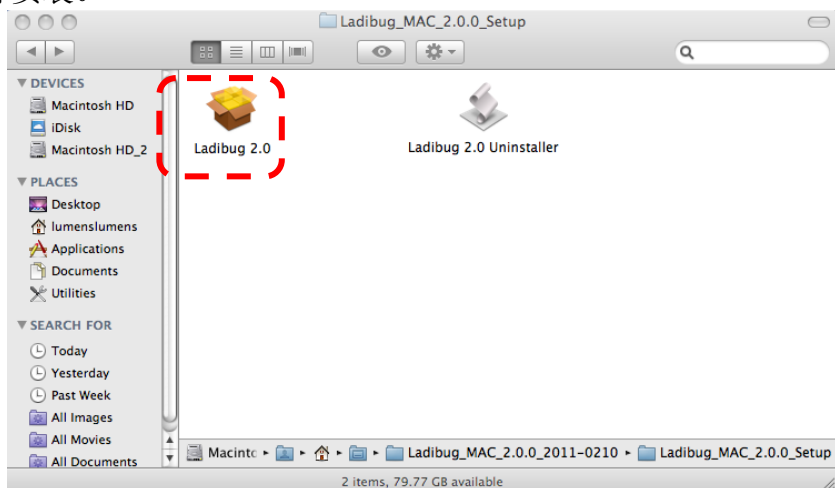 安装。
Ladibug_MAC_2.0.0_Setup
DEVICES
Macintosh HD
iDisk
Macintosh HD_2
PLACES
Desktop
lumenslumens
Applications
Documents
Utilities
SEARCH FOR
Today
Yesterday
Past Week
All Images
All Movies
All Documents
Ladibug 2.0
Ladibug 2.0 Uninstaller
Macintc
Ladibug_MAC_2.0.0_2011-0210
Ladibug_MAC_2.0.0_Setup
2 items, 79.77 GB available